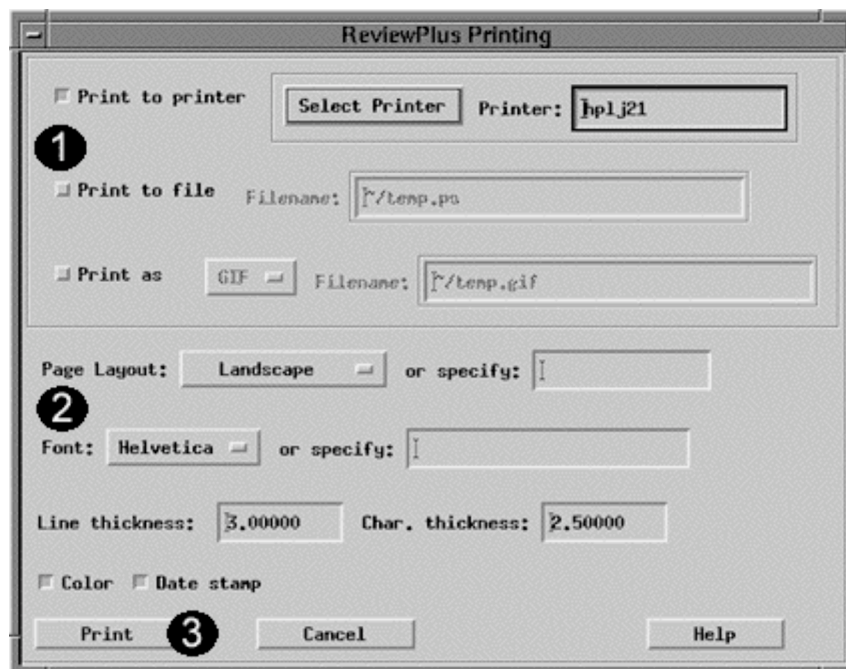 ReviewPlus Printing
Print to printer Select Printer Printer: hplj21
1
Print to file Filename: ~/temp.ps
Print as GIF Filename: ~/temp.gif
Page Layout: Landscape or specify:
2
Font: Helvetica or specify:
Line thickness: 3.00000 Char. thickness: 2.50000
Color Date stamp
Print 3 Cancel Help